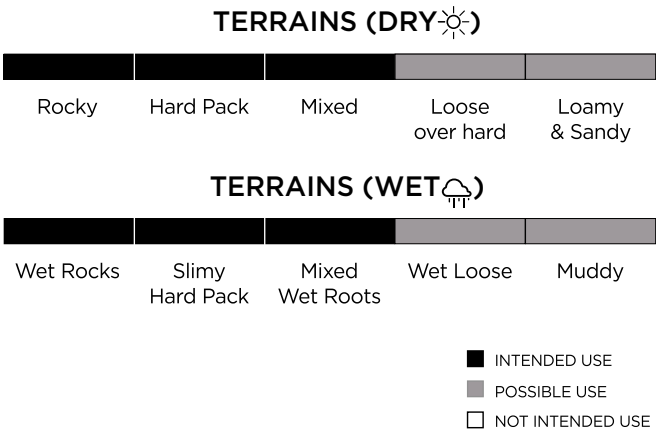 TERRAINS (DRY)
Rocky
Hard Pack
Mixed
Loose
over hard
Loamy
& Sandy
TERRAINS (WET)
Wet Rocks
Slimy
Hard Pack
Mixed
Wet Roots
Wet Loose
Muddy
INTENDED USE
POSSIBLE USE
NOT INTENDED USE